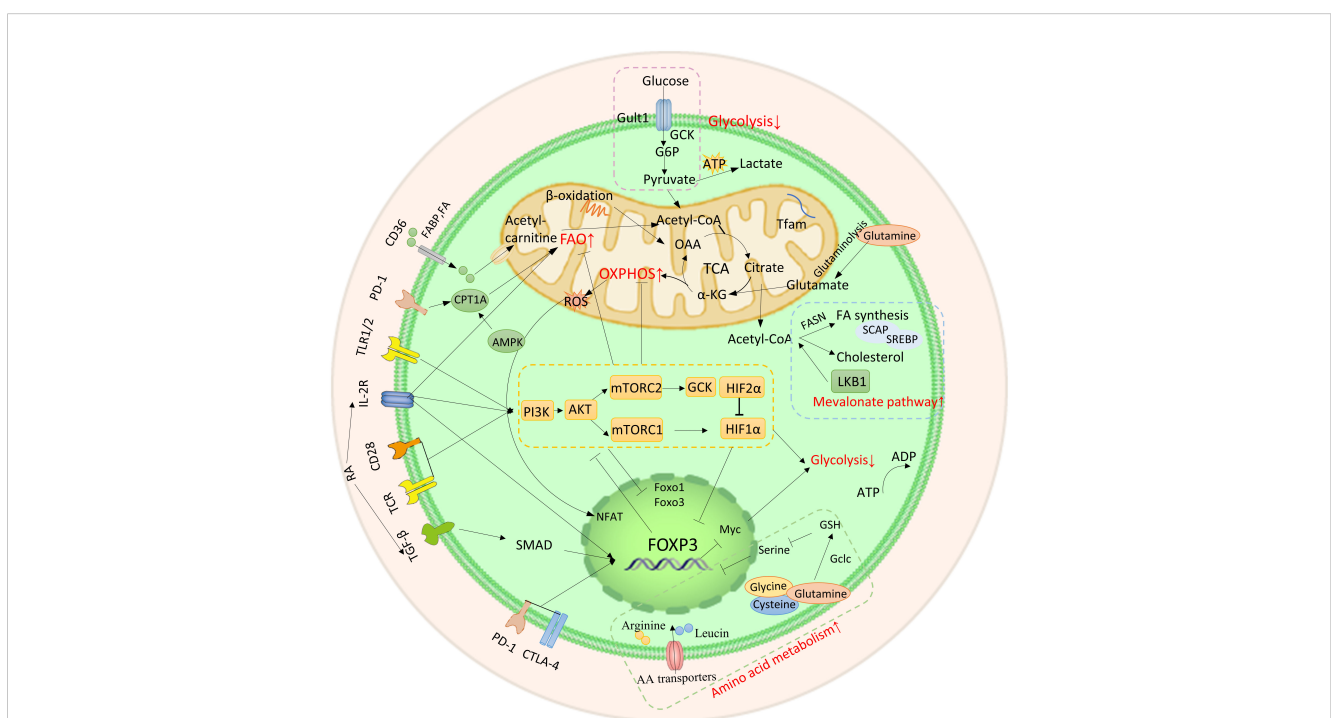 Glucose
Gult1
Glycolysis↓
GCK
G6P
ATP
Lactate
Pyruvate
β-oxidation
Acetyl-CoA
Tfam
Acetyl-
carnitine
FAO↑
OAA
TCA
Citrate
OXPHOS↑
α-KG
ROS
Glutaminolysis
Glutamine
Glutamate
CD36
FABP,FA
PD-1
CPT1A
AMPK
TLR1/2
IL-2R
CD28
RA
TCR
TGF-β
Acetyl-CoA
FASN
FA synthesis
SCAP
SREBP
Cholesterol
LKB1
Mevalonate pathway↑
PI3K
AKT
mTORC2
GCK
HIF2α
mTORC1
HIF1α
Glycolysis↓
ADP
ATP
Foxo1
Foxo3
NFAT
Myc
FOXP3
SMAD
GSH
Serine
Gclc
Glycine
Cysteine
Glutamine
PD-1
CTLA-4
Arginine
Leucin
AA transporters
Amino acid metabolism↑